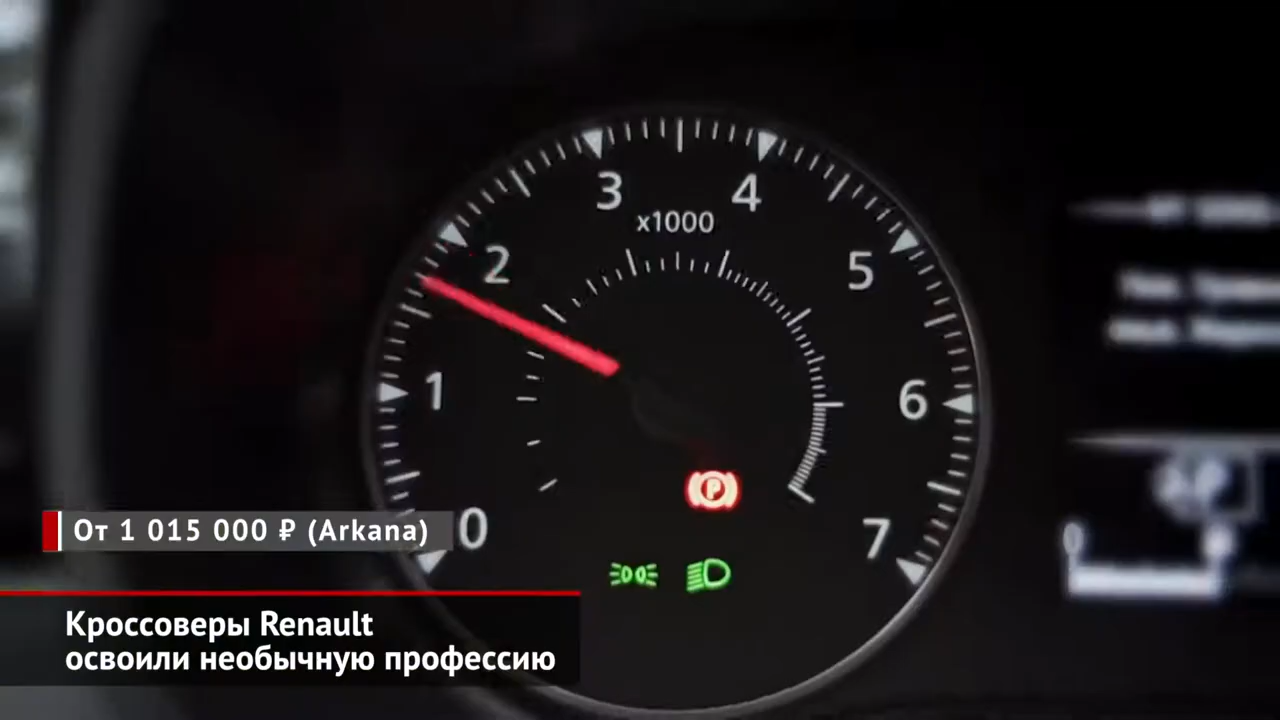 3
4
x1000
2
5
1
6
P
От 1 015 000 ₽ (Arkana)
0
7
0
Кроссоверы Renault
освоили необычную профессию